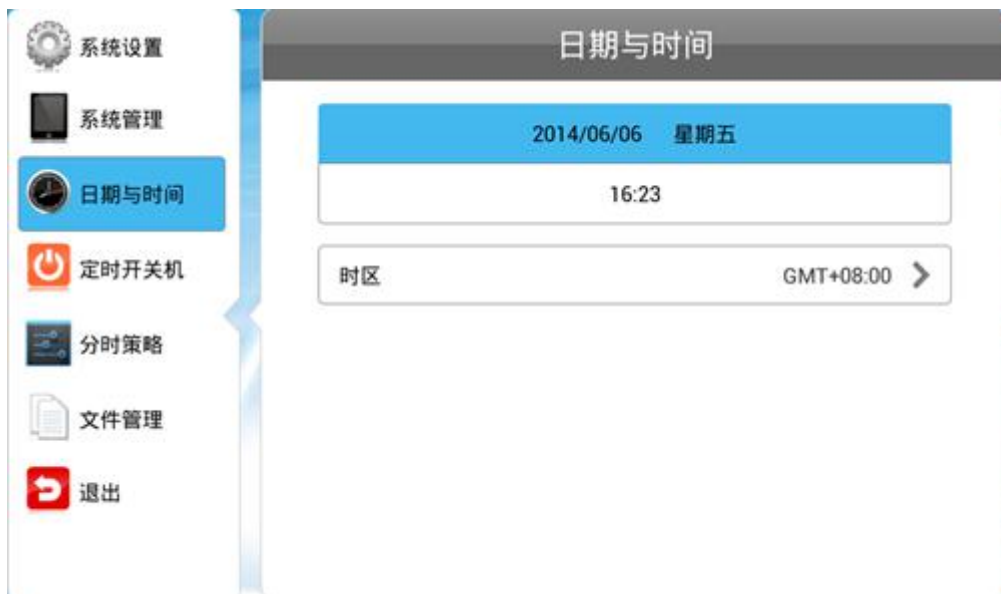 系统设置
系统管理
日期与时间
定时开关机
分时策略
文件管理
退出
日期与时间
2014/06/06 星期五
16:23
时区 GMT+08:00